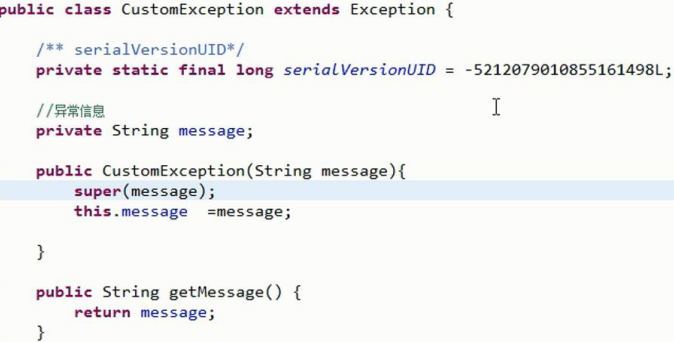 public class CustomException extends Exception {
/** serialVersionUID*/
private static final long serialVersionUID = -5212079010855161498L;
//异常信息
private String message;
public CustomException(String message){
super(message);
this.message  =message;
}
public String getMessage() {
return message;
}